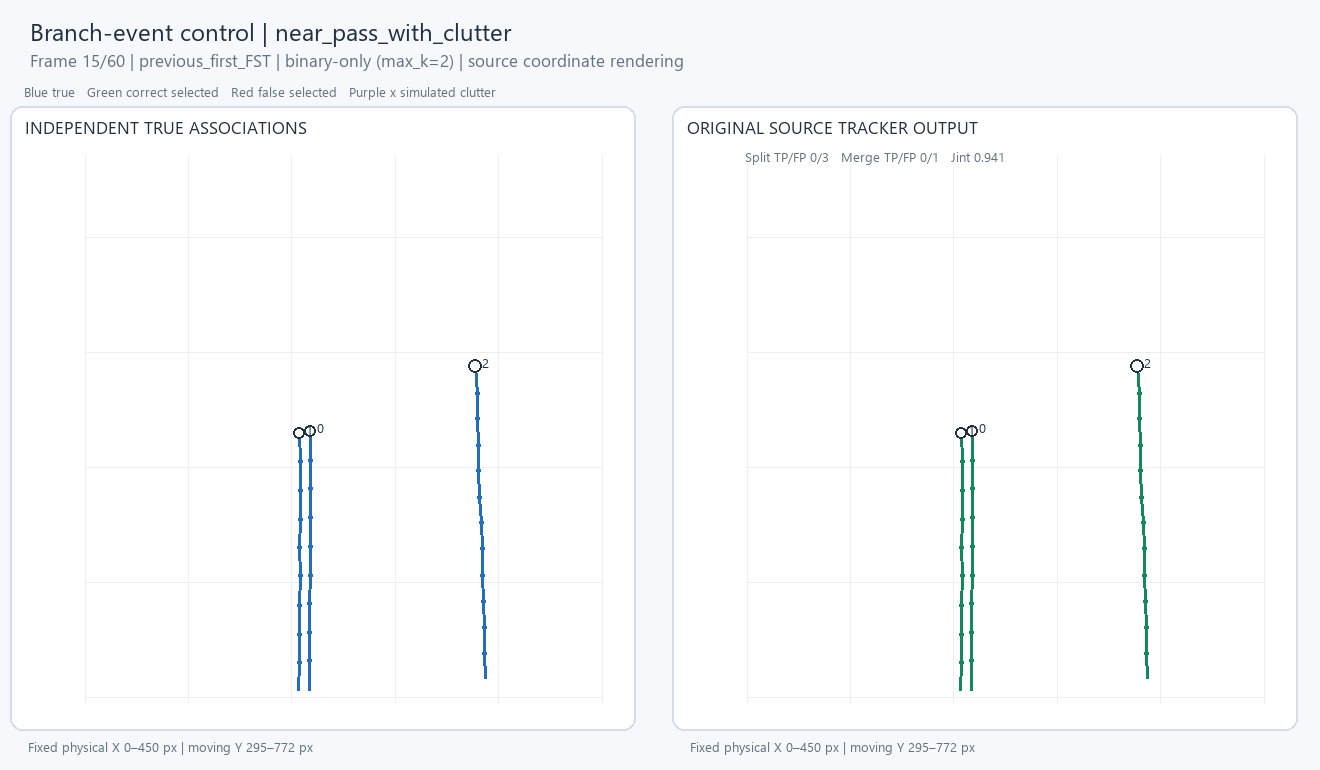 Branch-event control | near_pass_with_clutter
Frame 15/60 | previous_first_FST | binary-only (max_k=2) | source coordinate rendering
Blue true   Green correct selected   Red false selected   Purple x simulated clutter
INDEPENDENT TRUE ASSOCIATIONS
2
0
Fixed physical X 0–450 px | moving Y 295–772 px
ORIGINAL SOURCE TRACKER OUTPUT
Split TP/FP 0/3   Merge TP/FP 0/1   Jint 0.941
2
0
Fixed physical X 0–450 px | moving Y 295–772 px